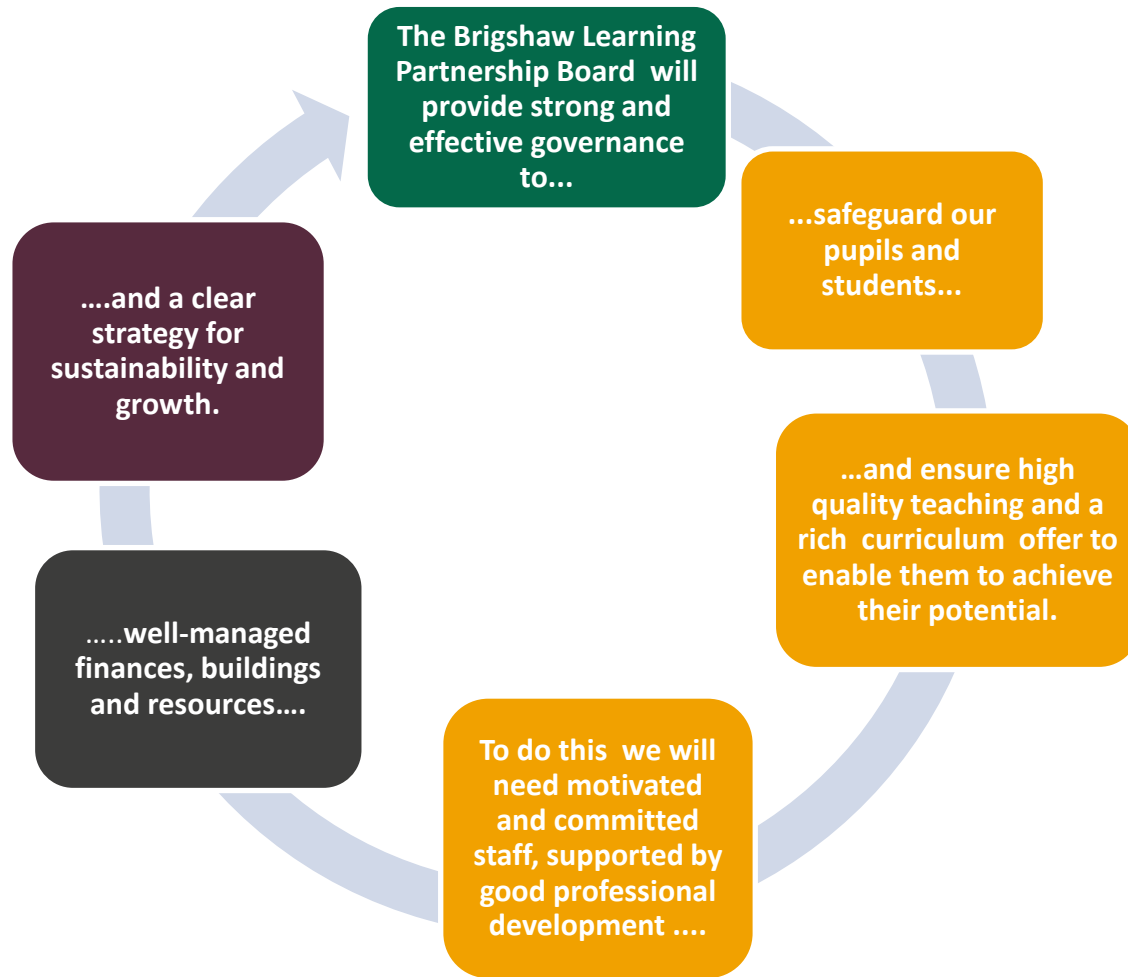 The Brigshaw Learning
Partnership Board  will
provide strong and
effective governance
to...
...safeguard our
pupils and
students...
...and ensure high
quality teaching and a
rich  curriculum  offer to
enable them to achieve
their potential.
To do this  we will
need motivated
and committed
staff, supported by
good professional
development ....
.....well-managed
finances, buildings
and resources....
....and a clear
strategy for
sustainability and
growth.